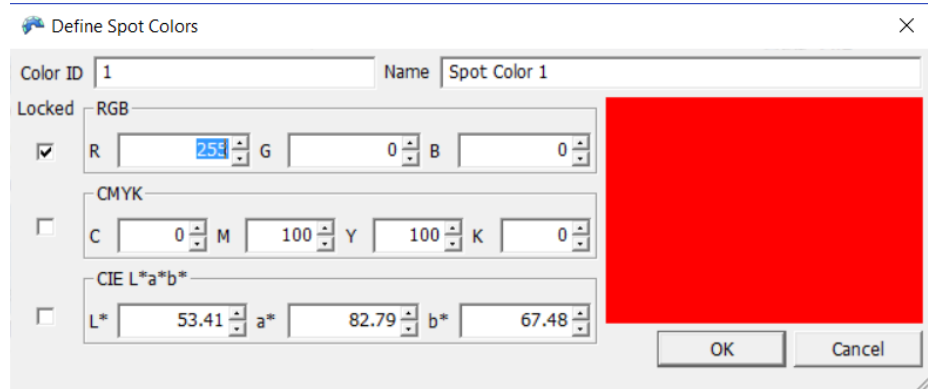 Define Spot Colors
Color ID 1 Name Spot Color 1
Locked RGB
R 255 G 0 B 0
CMYK
C 0 M 100 Y 100 K 0
CIE L*a*b*
L* 53.41 a* 82.79 b* 67.48
OK Cancel